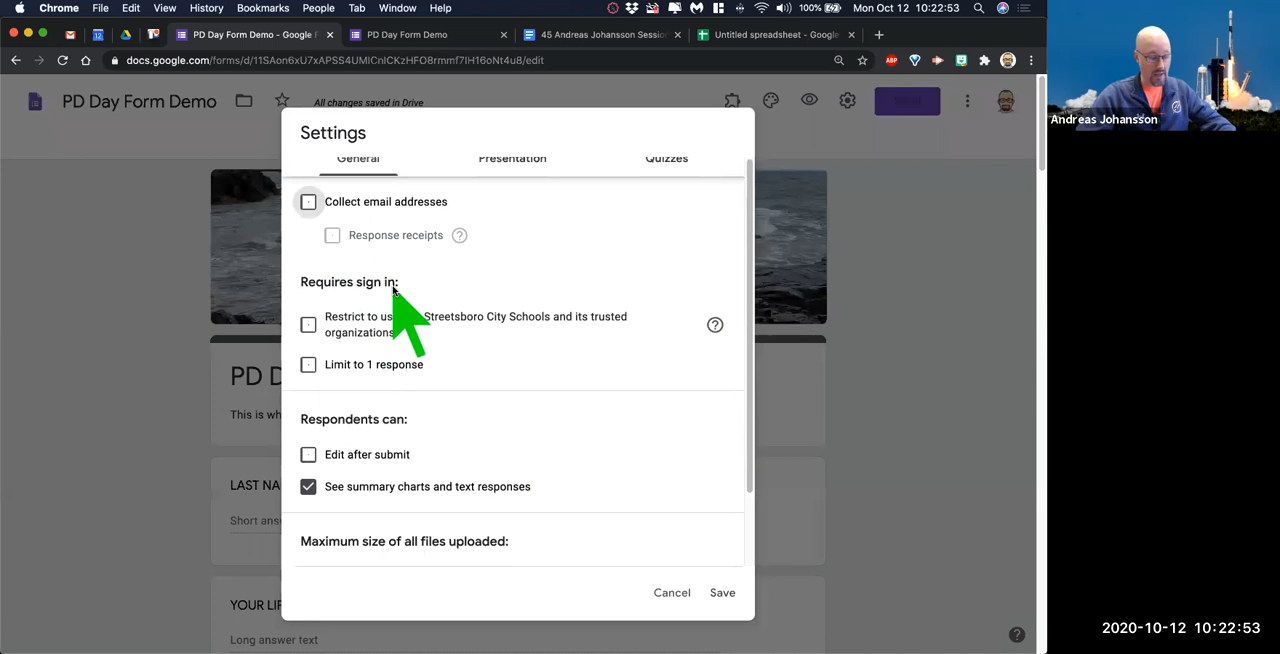 Chrome File Edit View History Bookmarks People Tab Window Help 100% Mon Oct 12 10:22:53
PD Day Form Demo - Google F
PD Day Form Demo
45 Andreas Johansson Sessio
Untitled spreadsheet - Google
docs.google.com/forms/d/11SAon6xU7xAPSS4UMlCnlCKzHFO8rnmf7lH16oNt4u8/edit
PD Day Form Demo
All changes saved in Drive
Send
Andreas Johansson
Settings
General Presentation Quizzes
Collect email addresses
Response receipts
Requires sign in:
Restrict to Streetsboro City Schools and its trusted
organizations
Limit to 1 response
PD D
This is wh
Respondents can:
Edit after submit
See summary charts and text responses
LAST NA
Short ans
Maximum size of all files uploaded:
Cancel Save
YOUR LI
Long answer text
2020-10-12 10:22:53